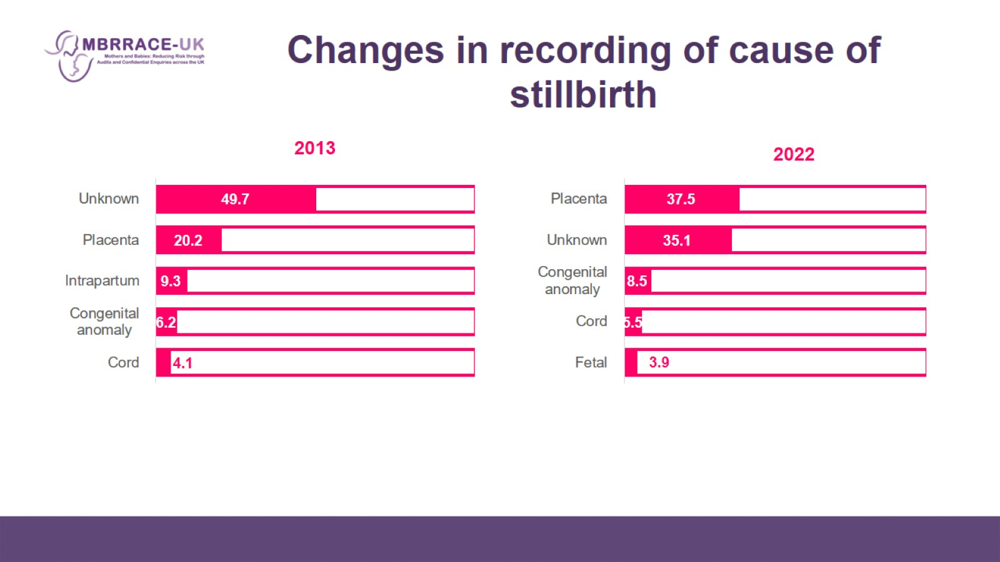 MBRRACE-UK
Mothers and Babies: Reducing Risk through
Audits and Confidential Enquiries across the UK
Changes in recording of cause of
stillbirth
2013
Unknown
49.7
Placenta
20.2
Intrapartum
9.3
Congenital
anomaly
6.2
Cord
4.1
2022
Placenta
37.5
Unknown
35.1
Congenital
anomaly
8.5
Cord
5.5
Fetal
3.9